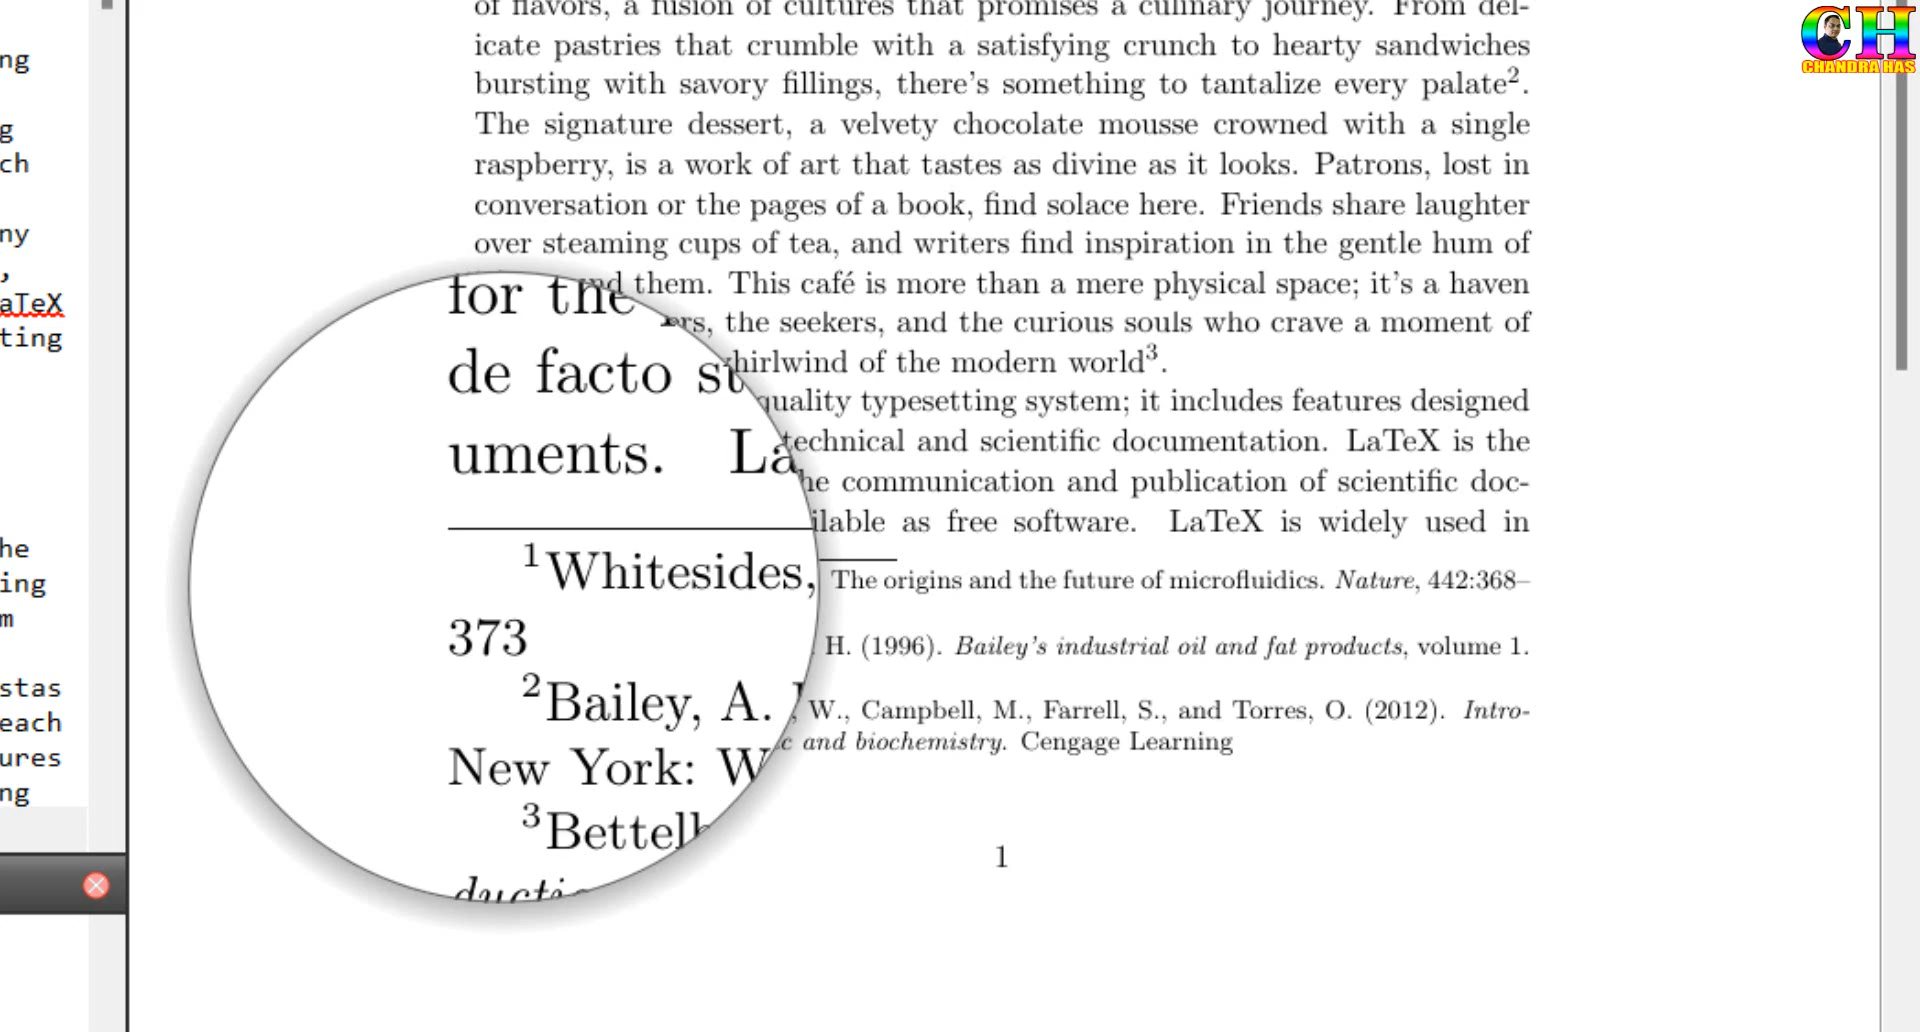 ng
g
ch
ny
,
aTeX
ting
he
ing
m
stas
each
ures
ng
of flavors, a fusion of cultures that promises a culinary journey. From del-
icate pastries that crumble with a satisfying crunch to hearty sandwiches
bursting with savory fillings, there's something to tantalize every palate².
The signature dessert, a velvety chocolate mousse crowned with a single
raspberry, is a work of art that tastes as divine as it looks. Patrons, lost in
conversation or the pages of a book, find solace here. Friends share laughter
over steaming cups of tea, and writers find inspiration in the gentle hum of
them. This café is more than a mere physical space; it's a haven
the seekers, and the curious souls who crave a moment of
hirlwind of the modern world³.
quality typesetting system; it includes features designed
technical and scientific documentation. LaTeX is the
he communication and publication of scientific doc-
ilable as free software. LaTeX is widely used in
for the
de facto st
uments. La
¹Whitesides,
373
²Bailey, A.
New York: W
³Bettelh
ductio
The origins and the future of microfluidics. Nature, 442:368–
H. (1996). Bailey's industrial oil and fat products, volume 1.
, W., Campbell, M., Farrell, S., and Torres, O. (2012). Intro-
c and biochemistry. Cengage Learning
1
CH
CHANDRA HAS